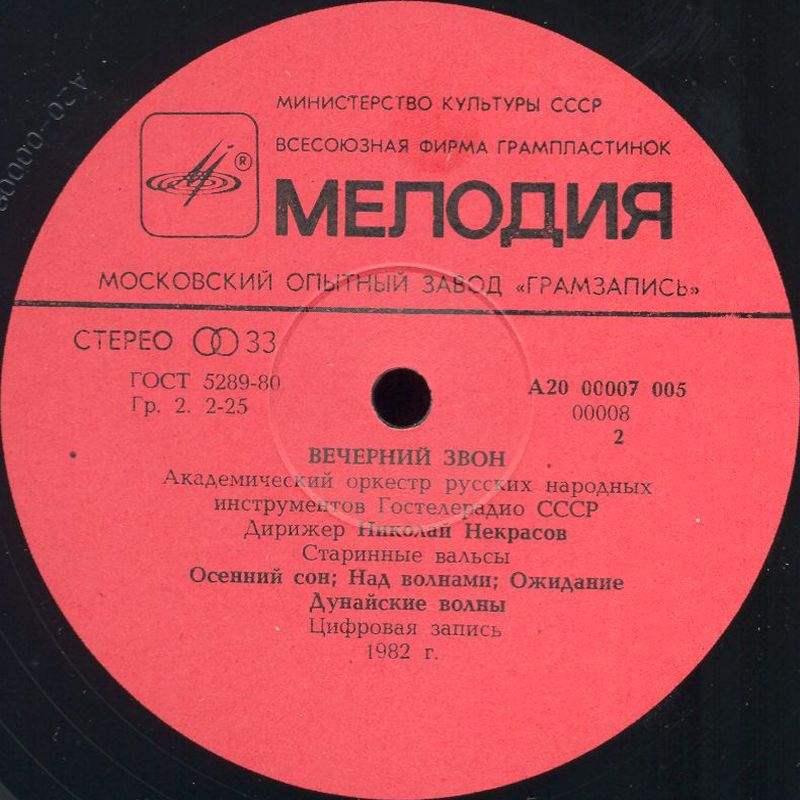 МИНИСТЕРСТВО КУЛЬТУРЫ СССР
ВСЕСОЮЗНАЯ ФИРМА ГРАМПЛАСТИНОК
®
МЕЛОДИЯ
МОСКОВСКИЙ ОПЫТНЫЙ ЗАВОД «ГРАМЗАПИСЬ»
СТЕРЕО 33
ГОСТ 5289-80
Гр. 2. 2-25
А20 00007 005
00008
2
ВЕЧЕРНИЙ ЗВОН
Академический оркестр русских народных
инструментов Гостелерадио СССР
Дирижер Николай Некрасов
Старинные вальсы
Осенний сон; Над волнами; Ожидание
Дунайские волны
Цифровая запись
1982 г.